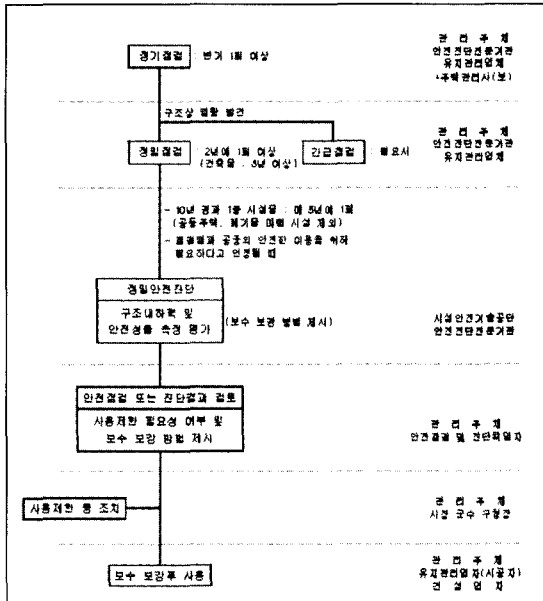 정기점검 : 반기 1회 이상
관 리 주 체
안전진단전문기관
유지관리업체
주택관리사(보)
구조상 결함 발견
정밀점검 : 2년에 1회 이상
(건축물 : 3년 이상)
긴급점검 : 필요시
관 리 주 체
안전진단전문기관
유지관리업체
- 10년 경과 1종 시설물 : 매 5년에 1회
(공동주택, 폐기물 매립 시설 제외)
- 점검결과 공중의 안전한 이용을 위해
필요하다고 인정될 때
정밀안전진단
구조내하력 및
안전성을 측정 평가
(보수 보강 방법 제시)
시설안전기술공단
안전진단전문기관
안전점검 또는 진단결과 검토
사용제한 필요성 여부 및
보수 보강 방법 제시
관 리 주 체
안전점검 및 진단책임자
사용제한 등 조치
관 리 주 체
시장 군수 구청장
보수 보강후 사용
관 리 주 체
유지관리업자(시공자)
건 설 업 자